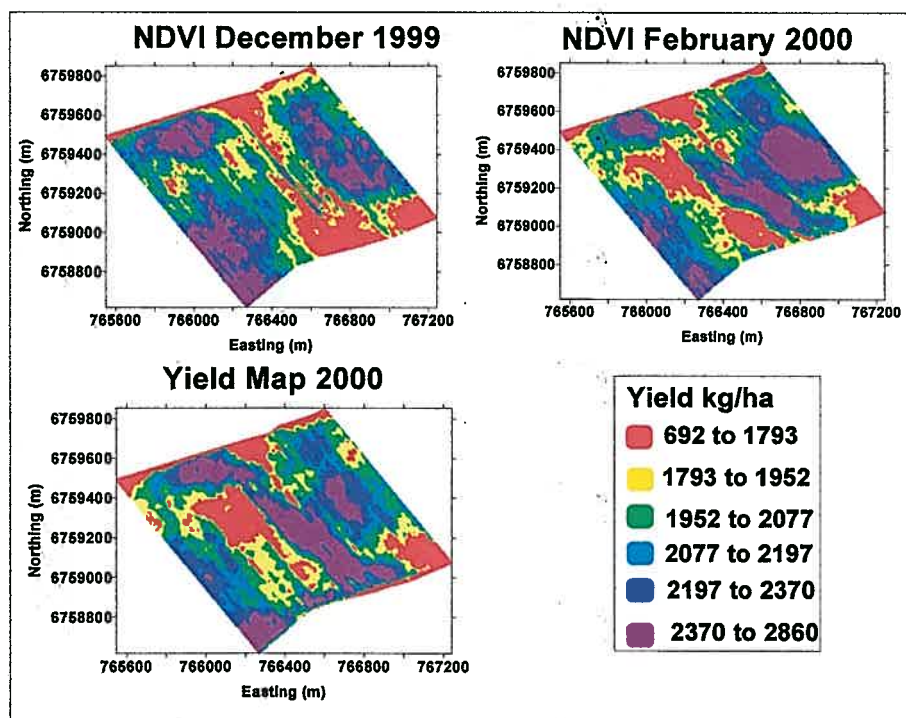 NDVI December 1999
Northing (m)
6759800
6759600
6759400
6759200
6759000
6758800
765600 766000 766400 766800 767200
Easting (m)
NDVI February 2000
Northing (m)
6759800
6759600
6759400
6759200
6759000
6758800
765600 766000 766400 766800 767200
Easting (m)
Yield Map 2000
Northing (m)
6759800
6759600
6759400
6759200
6759000
6758800
765600 766000 766400 766800 767200
Easting (m)
Yield kg/ha
692 to 1793
1793 to 1952
1952 to 2077
2077 to 2197
2197 to 2370
2370 to 2860